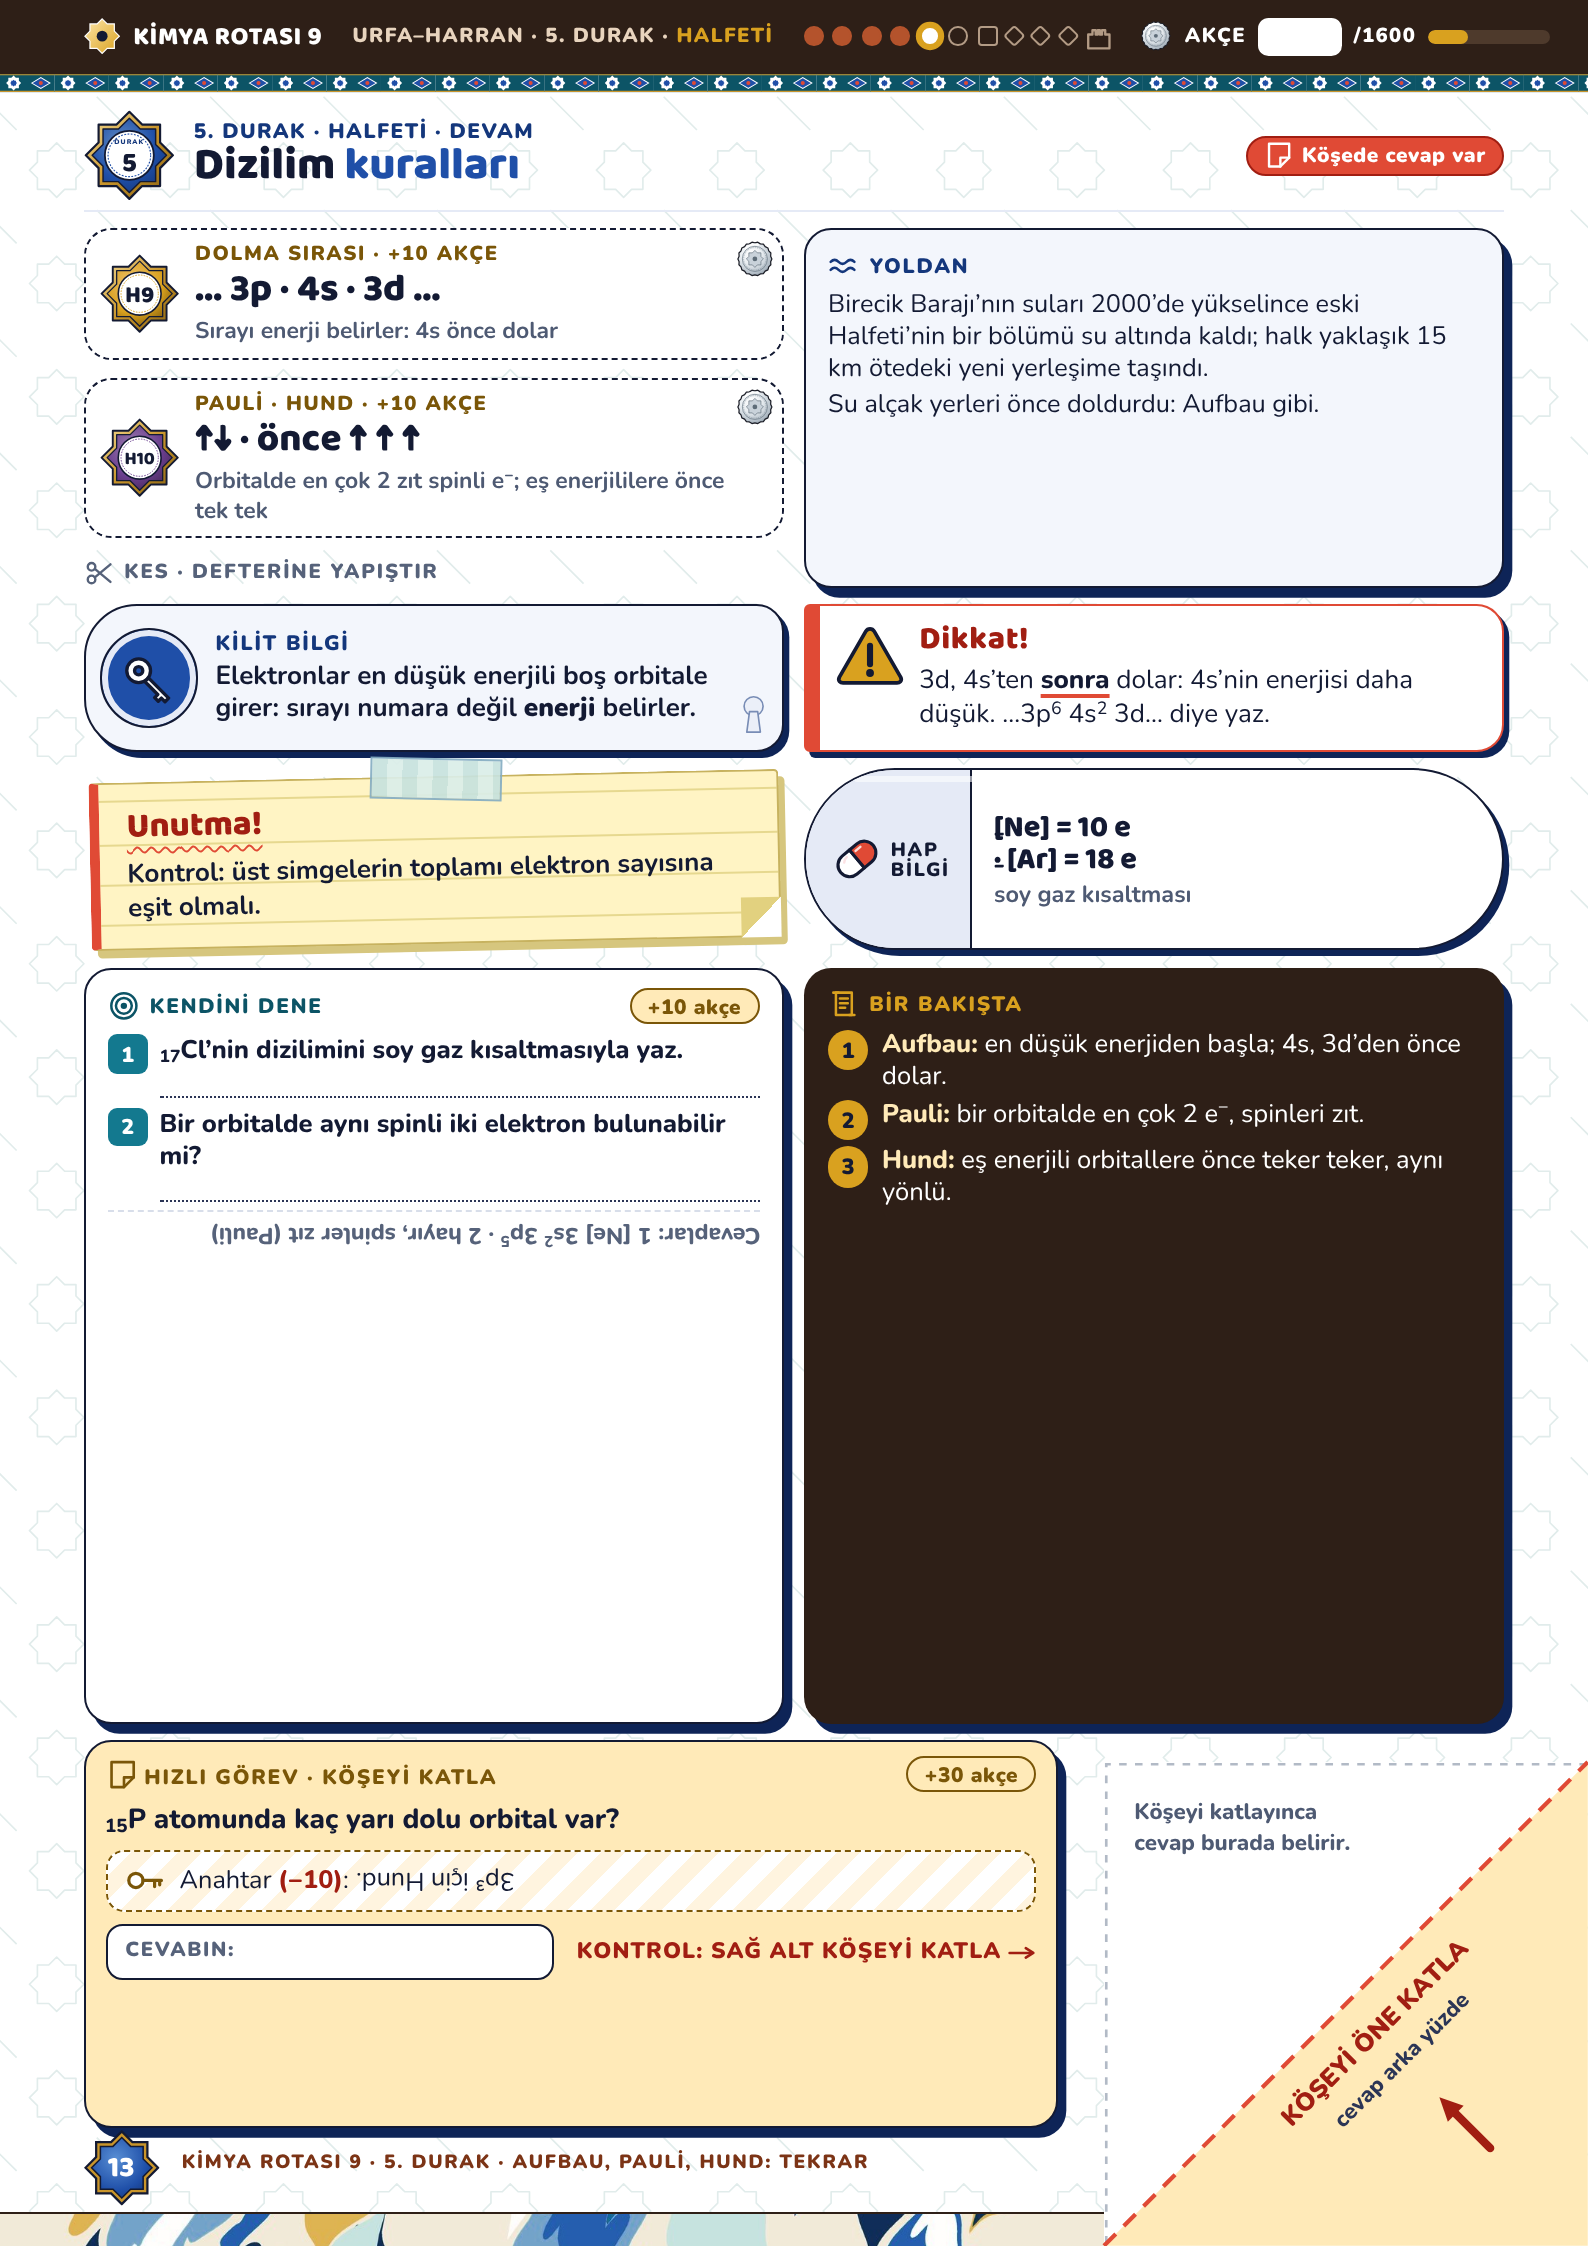 KİMYA ROTASI 9
URFA–HARRAN · 5. DURAK · HALFETİ
AKÇE /1600
DURAK
5
5. DURAK · HALFETİ · DEVAM
Dizilim kuralları
Köşede cevap var
H9
DOLMA SIRASI · +10 AKÇE
... 3p · 4s · 3d ...
Sırayı enerji belirler: 4s önce dolar
H10
PAULİ · HUND · +10 AKÇE
↑↓ · önce ↑ ↑ ↑
Orbitalde en çok 2 zıt spinli e⁻; eş enerjililere önce
tek tek
KES · DEFTERİNE YAPIŞTIR
YOLDAN
Birecik Barajı’nın suları 2000’de yükselince eski
Halfeti’nin bir bölümü su altında kaldı; halk yaklaşık 15
km ötedeki yeni yerleşime taşındı.
Su alçak yerleri önce doldurdu: Aufbau gibi.
KİLİT BİLGİ
Elektronlar en düşük enerjili boş orbitale
girer: sırayı numara değil enerji belirler.
Dikkat!
3d, 4s’ten sonra dolar: 4s’nin enerjisi daha
düşük. ...3p⁶ 4s² 3d... diye yaz.
Unutma!
Kontrol: üst simgelerin toplamı elektron sayısına
eşit olmalı.
HAP
BİLGİ
[Ne] = 10 e
[Ar] = 18 e
soy gaz kısaltması
KENDİNİ DENE
+10 akçe
1 ₁₇Cl’nin dizilimini soy gaz kısaltmasıyla yaz.
2 Bir orbitalde aynı spinli iki elektron bulunabilir
mi?
Cevaplar: 1 [Ne] 3s² 3p⁵ · 2 hayır, spinler zıt (Pauli)
BİR BAKIŞTA
1 Aufbau: en düşük enerjiden başla; 4s, 3d’den önce
dolar.
2 Pauli: bir orbitalde en çok 2 e⁻, spinleri zıt.
3 Hund: eş enerjili orbitallere önce teker teker, aynı
yönlü.
HIZLI GÖREV · KÖŞEYİ KATLA
+30 akçe
₁₅P atomunda kaç yarı dolu orbital var?
Anahtar (−10): 3p³ için Hund.
CEVABIN:
KONTROL: SAĞ ALT KÖŞEYİ KATLA →
Köşeyi katlayınca
cevap burada belirir.
KÖŞEYİ ÖNE KATLA
cevap arka yüzde
13
KİMYA ROTASI 9 · 5. DURAK · AUFBAU, PAULİ, HUND: TEKRAR